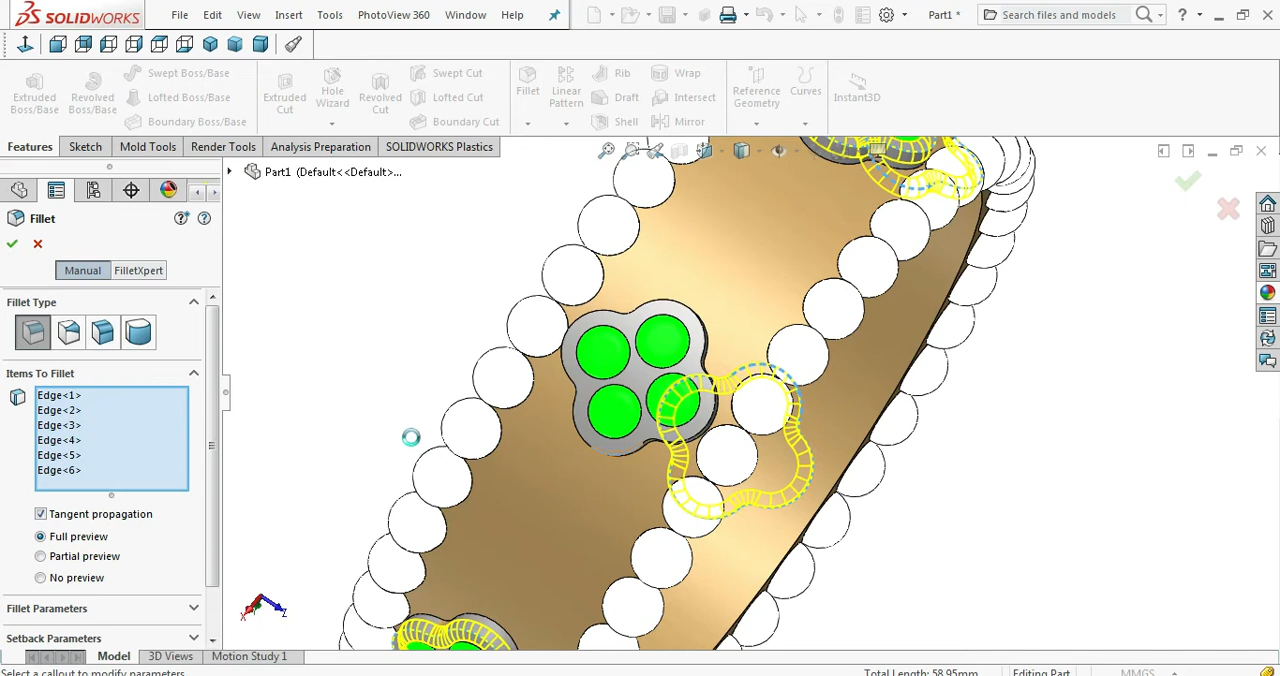 SOLIDWORKS File Edit View Insert Tools PhotoView 360 Window Help Part1 * Search files and models
Extruded Boss/Base
Revolved Boss/Base
Swept Boss/Base
Lofted Boss/Base
Boundary Boss/Base
Extruded Cut
Hole Wizard
Revolved Cut
Swept Cut
Lofted Cut
Boundary Cut
Fillet
Linear Pattern
Rib
Draft
Shell
Wrap
Intersect
Mirror
Reference Geometry
Curves
Instant3D
Features Sketch Render Tools Analysis Preparation SOLIDWORKS Plastics
Part1 (Default<<Default>...
Fillet
Manual FilletXpert
Fillet Type
Items To Fillet
Edge<1>
Edge<2>
Edge<3>
Edge<4>
Edge<5>
Edge<6>
Tangent propagation
Full preview
Partial preview
No preview
Fillet Parameters
Setback Parameters
X Z
Model 3D Views Motion Study 1
Select a callout to modify parameters Total Length: 58.95mm Editing Part MMGS